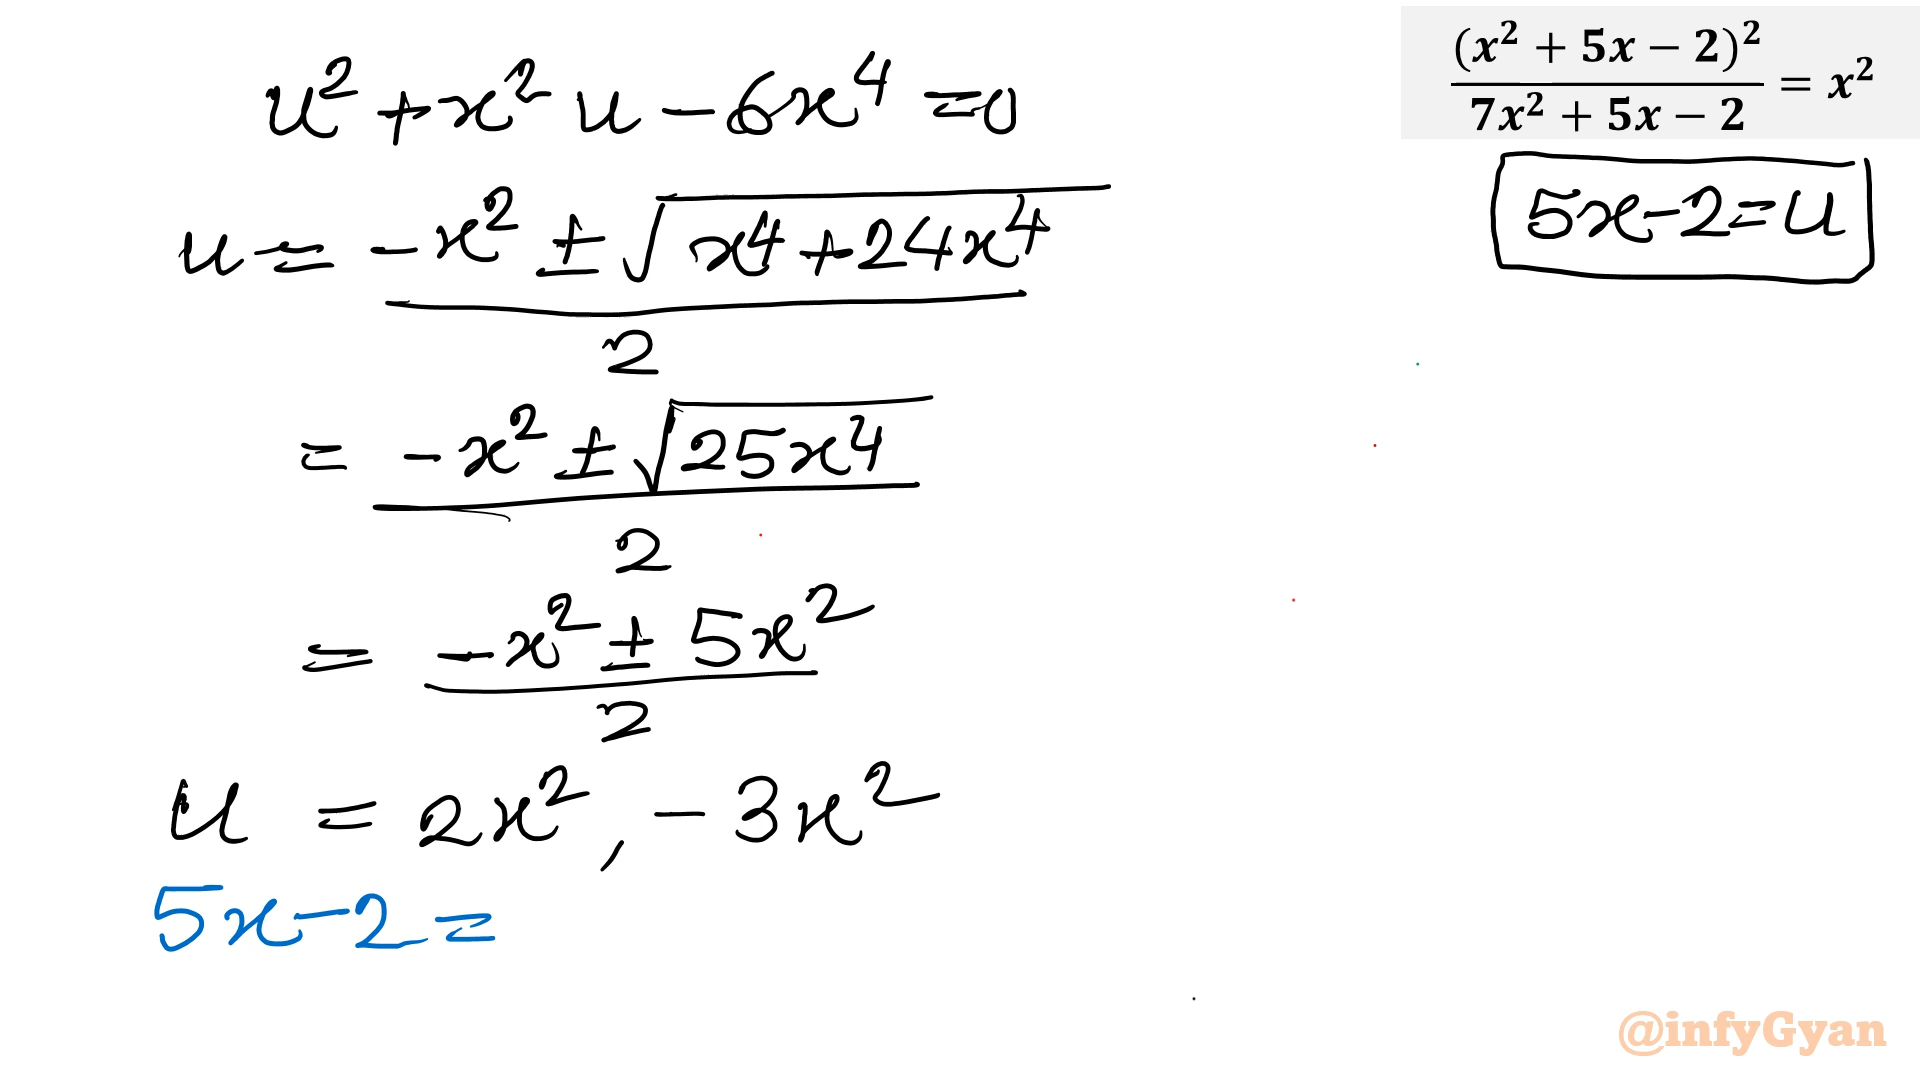 u² + x² u − 6x⁴ = 0
(x² + 5x − 2)² / 7x² + 5x − 2 = x²
5x − 2 = u
u = −x² ± √x⁴ + 24x⁴ / 2
= −x² ± √25x⁴ / 2
= −x² ± 5x² / 2
u = 2x², −3x²
5x − 2 =
@infyGyan